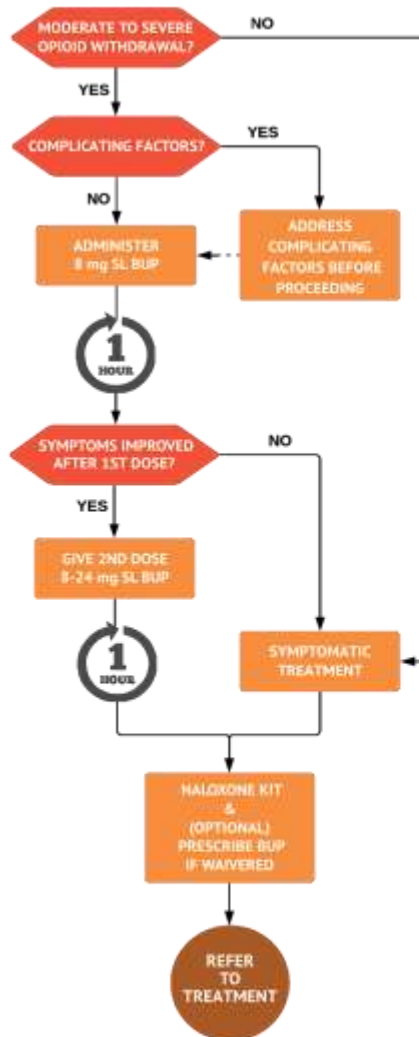 MODERATE TO SEVERE
OPIOID WITHDRAWAL?
NO
YES
COMPLICATING FACTORS?
YES
NO
ADMINISTER
8 mg SL BUP
ADDRESS
COMPLICATING
FACTORS BEFORE
PROCEEDING
1
HOUR
SYMPTOMS IMPROVED
AFTER 1ST DOSE?
NO
YES
GIVE 2ND DOSE
8-24 mg SL BUP
1
HOUR
SYMPTOMATIC
TREATMENT
NALOXONE KIT
&
(OPTIONAL)
PRESCRIBE BUP
IF WAIVERED
REFER
TO
TREATMENT